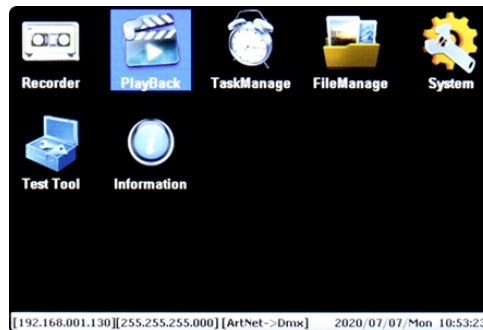 Recorder PlayBack TaskManage FileManage System
Test Tool Information
[192.168.001.130][255.255.255.000] [ArtNet->Dmx] 2020/07/07/Mon 10:53:23